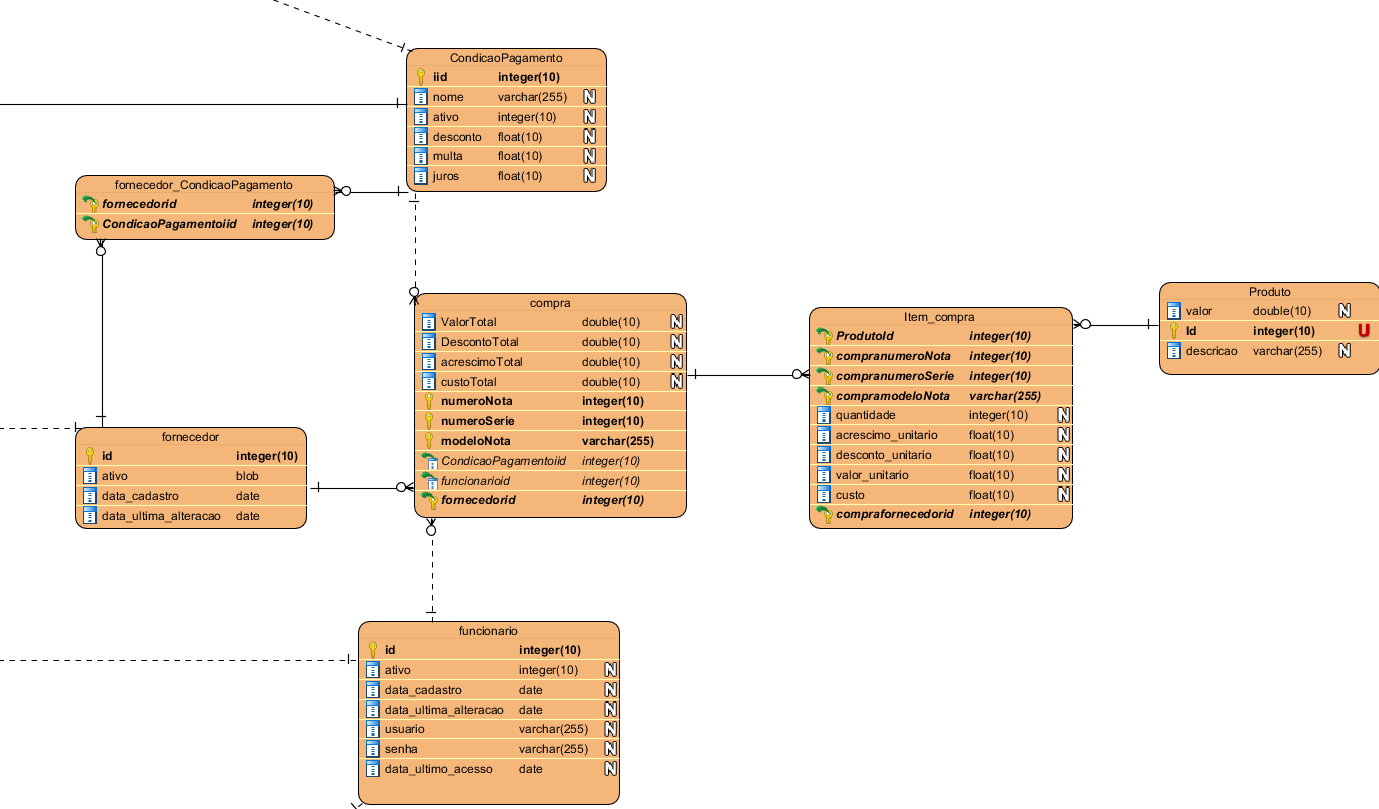 CondicaoPagamento
iid integer(10)
nome varchar(255) N
ativo integer(10) N
desconto float(10) N
multa float(10) N
juros float(10) N
fornecedor_CondicaoPagamento
fornecedorid integer(10)
CondicaoPagamentoiid integer(10)
compra
ValorTotal double(10) N
DescontoTotal double(10) N
acrescimoTotal double(10) N
custoTotal double(10) N
numeroNota integer(10)
numeroSerie integer(10)
modeloNota varchar(255)
CondicaoPagamentoiid integer(10)
funcionarioid integer(10)
fornecedorid integer(10)
Item_compra
ProdutoId integer(10)
compranumeroNota integer(10)
compranumeroSerie integer(10)
compramodeloNota varchar(255)
quantidade integer(10) N
acrescimo_unitario float(10) N
desconto_unitario float(10) N
valor_unitario float(10) N
custo float(10) N
comprafornecedorid integer(10)
Produto
valor double(10) N
Id integer(10) U
descricao varchar(255) N
fornecedor
id integer(10)
ativo blob
data_cadastro date
data_ultima_alteracao date
funcionario
id integer(10)
ativo integer(10) N
data_cadastro date N
data_ultima_alteracao date N
usuario varchar(255) N
senha varchar(255) N
data_ultimo_acesso date N